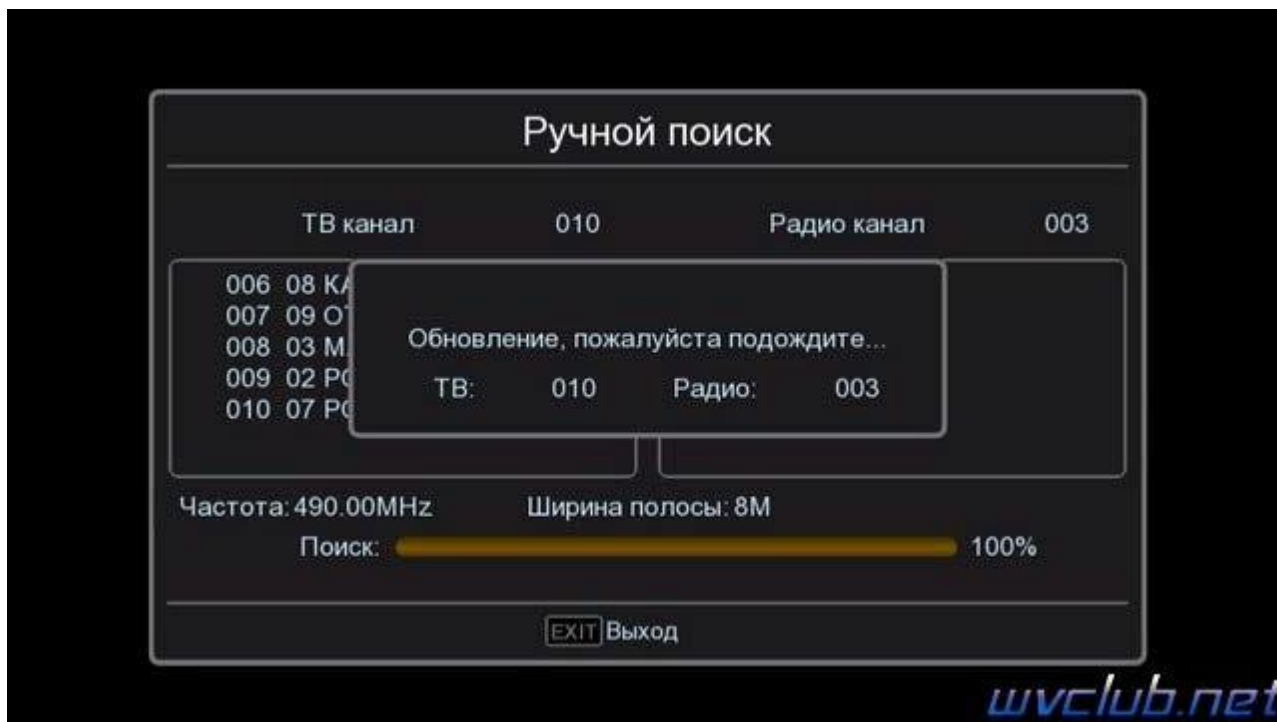 Ручной поиск
ТВ канал 010 Радио канал 003
006 08
007 09
008 03
009 02
010 07
Обновление, пожалуйста подождите...
ТВ: 010 Радио: 003
Частота: 490.00MHz Ширина полосы: 8M
Поиск: 100%
EXIT Выход
wvclub.net